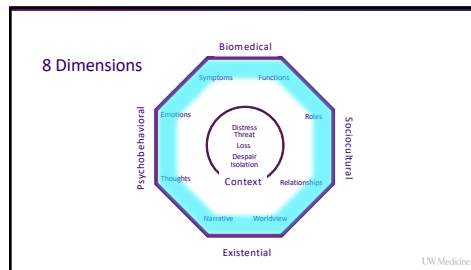 Biomedical
8 Dimensions
Symptoms
Functions
Emotions
Roles
Psychobehavioral
Distress
Threat
Loss
Despair
Isolation
Context
Sociocultural
Thoughts
Relationships
Narrative
Worldview
Existential
UW Medicine